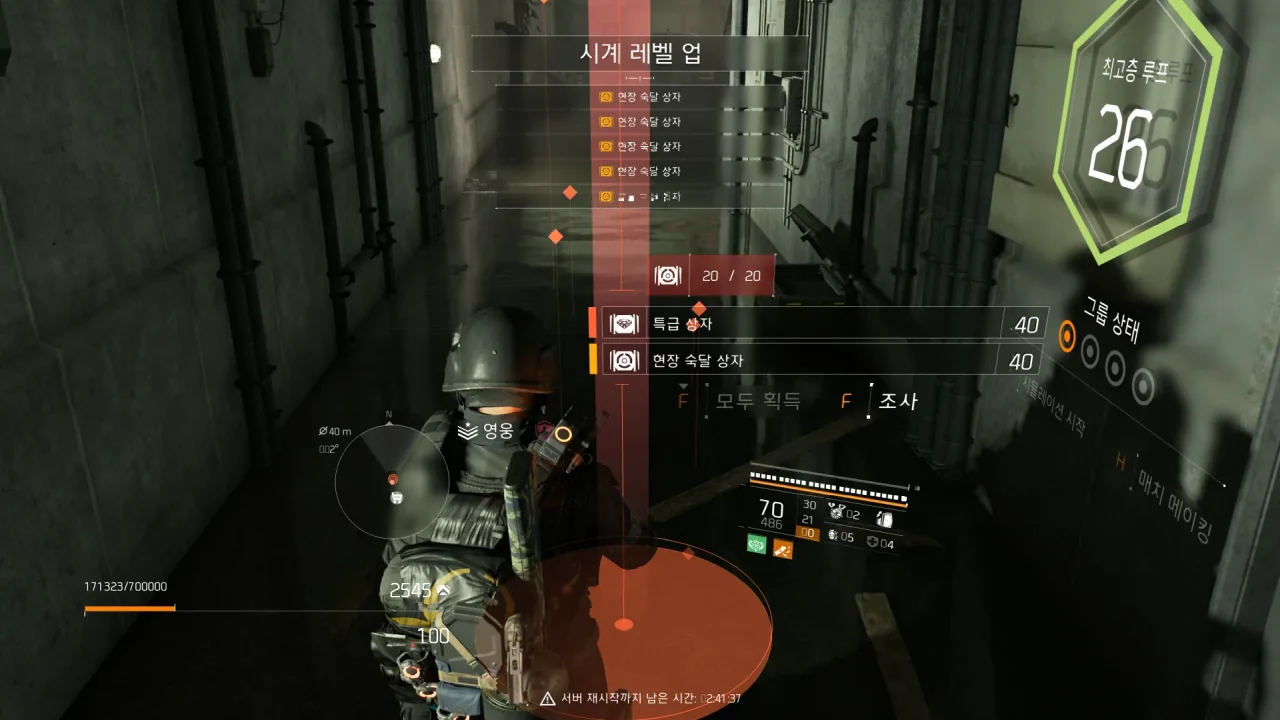 시계 레벨 업
현장 숙달 상자
현장 숙달 상자
현장 숙달 상자
현장 숙달 상자
최고층 루프
26
20 / 20
특급 상자 40
현장 숙달 상자 40
F 모두 획득 F 조사
그룹 상태
시뮬레이션 시작
H 매치 메이킹
N
Ø40 m
영웅
70
486
30
21
02
05
04
171323/700000
2545
100
서버 재시작까지 남은 시간: 02:41:37